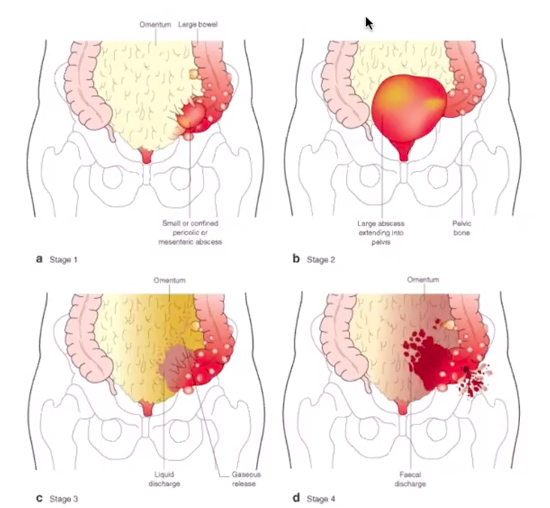 Omentum Large bowel
Small or confined
pericolic or
mesenteric abscess
a Stage 1
Large abscess
extending into
pelvis
Pelvic
bone
b Stage 2
Omentum
Liquid
discharge
Gaseous
release
c Stage 3
Omentum
Faecal
discharge
d Stage 4